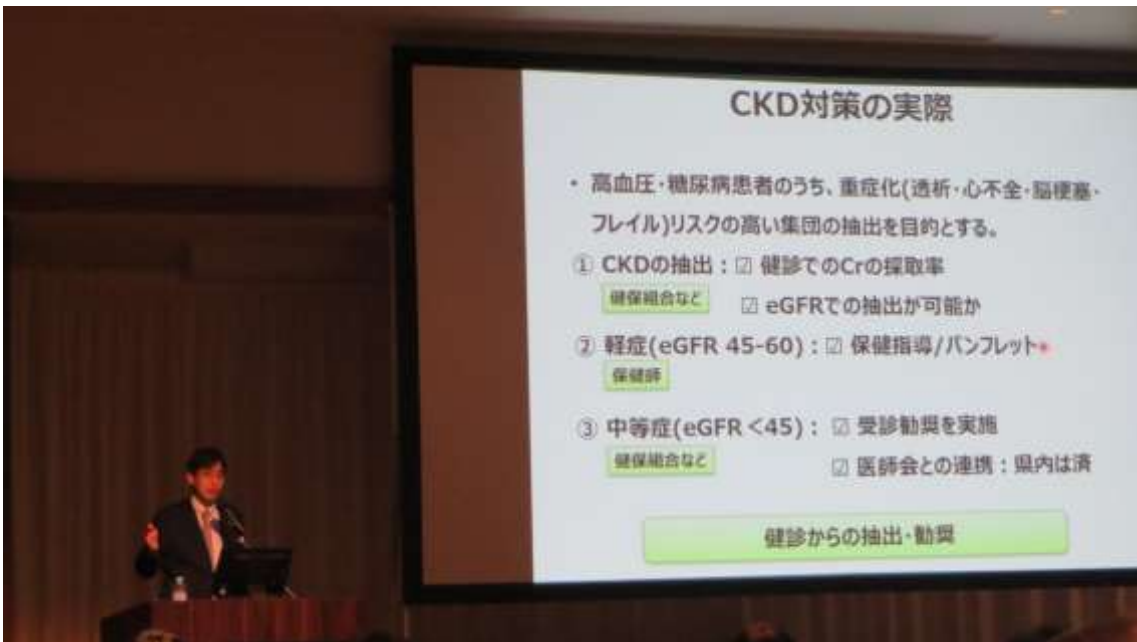 CKD対策の実際
・ 高血圧・糖尿病患者のうち、重症化(透析・心不全・脳梗塞・
フレイル)リスクの高い集団の抽出を目的とする。
① CKDの抽出：☑ 健診でのCrの採取率
健保組合など ☑ eGFRでの抽出が可能か
② 軽症(eGFR 45-60)：☑ 保健指導/パンフレット
保健師
③ 中等症(eGFR＜45)： ☑ 受診勧奨を実施
健保組合など ☑ 医師会との連携：県内は済
健診からの抽出・勧奨